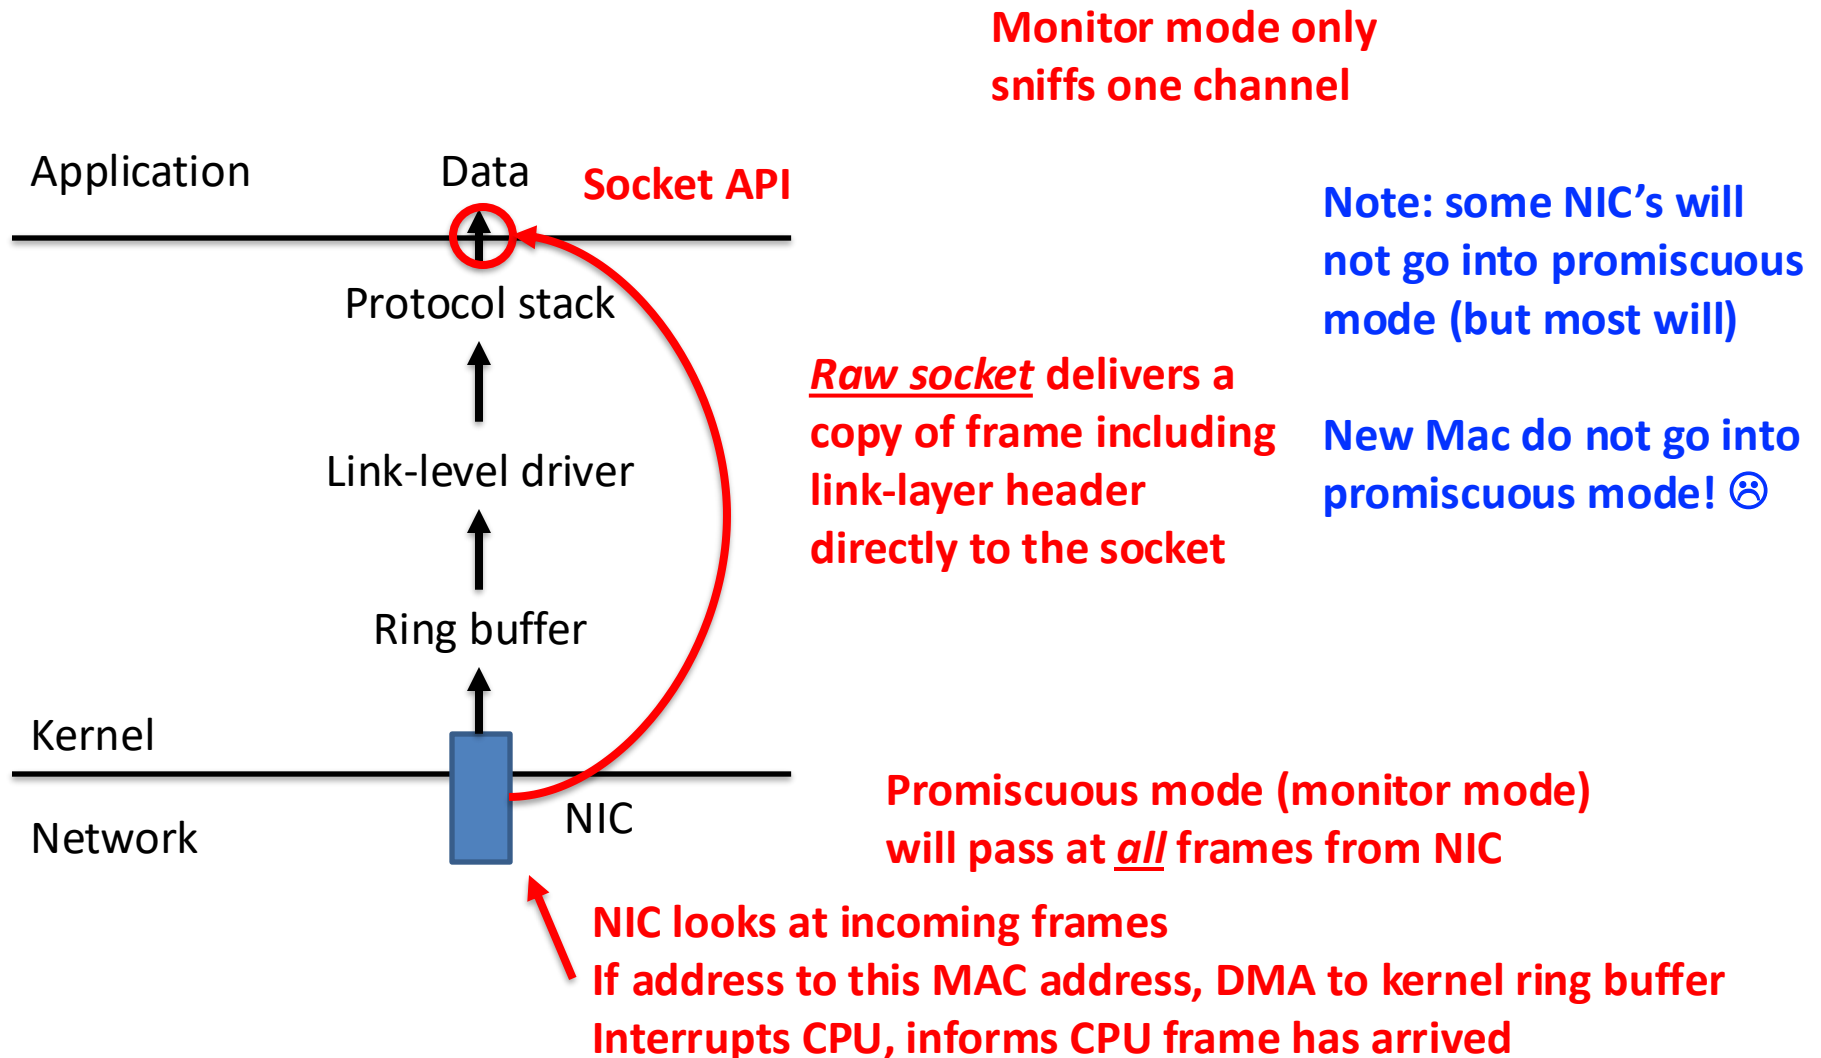 Monitor mode only
sniffs one channel
Application
Data
Socket API
Note: some NIC’s will
not go into promiscuous
mode (but most will)
Protocol stack
Raw socket delivers a
copy of frame including
link-layer header
directly to the socket
New Mac do not go into
promiscuous mode! ☹
Link-level driver
Ring buffer
Kernel
NIC
Network
Promiscuous mode (monitor mode)
will pass at all frames from NIC
NIC looks at incoming frames
If address to this MAC address, DMA to kernel ring buffer
Interrupts CPU, informs CPU frame has arrived